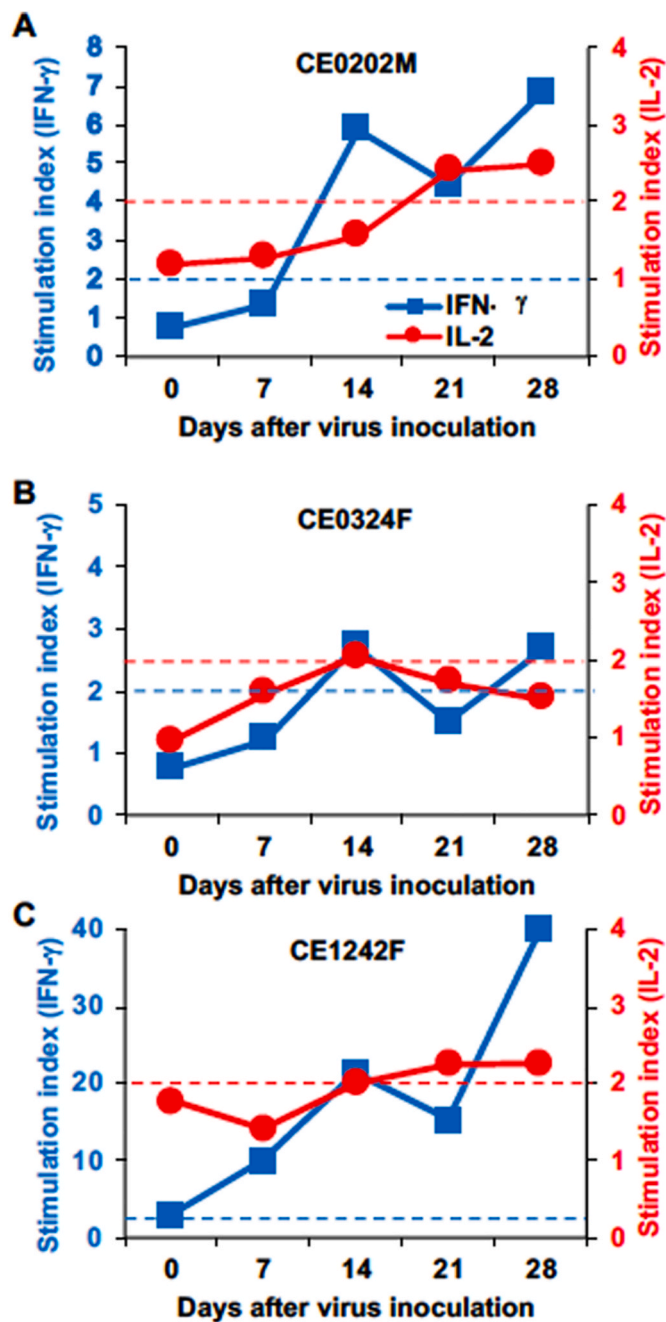 A
CE0202M
Stimulation index (IFN-γ)
8
7
6
5
4
3
2
1
0
4
3
2
1
0
Stimulation index (IL-2)
IFN- γ
IL-2
0 7 14 21 28
Days after virus inoculation
B
CE0324F
Stimulation index (IFN-γ)
5
4
3
2
1
0
4
3
2
1
0
Stimulation index (IL-2)
0 7 14 21 28
Days after virus inoculation
C
CE1242F
Stimulation index (IFN-γ)
40
30
20
10
0
4
3
2
1
0
Stimulation index (IL-2)
0 7 14 21 28
Days after virus inoculation